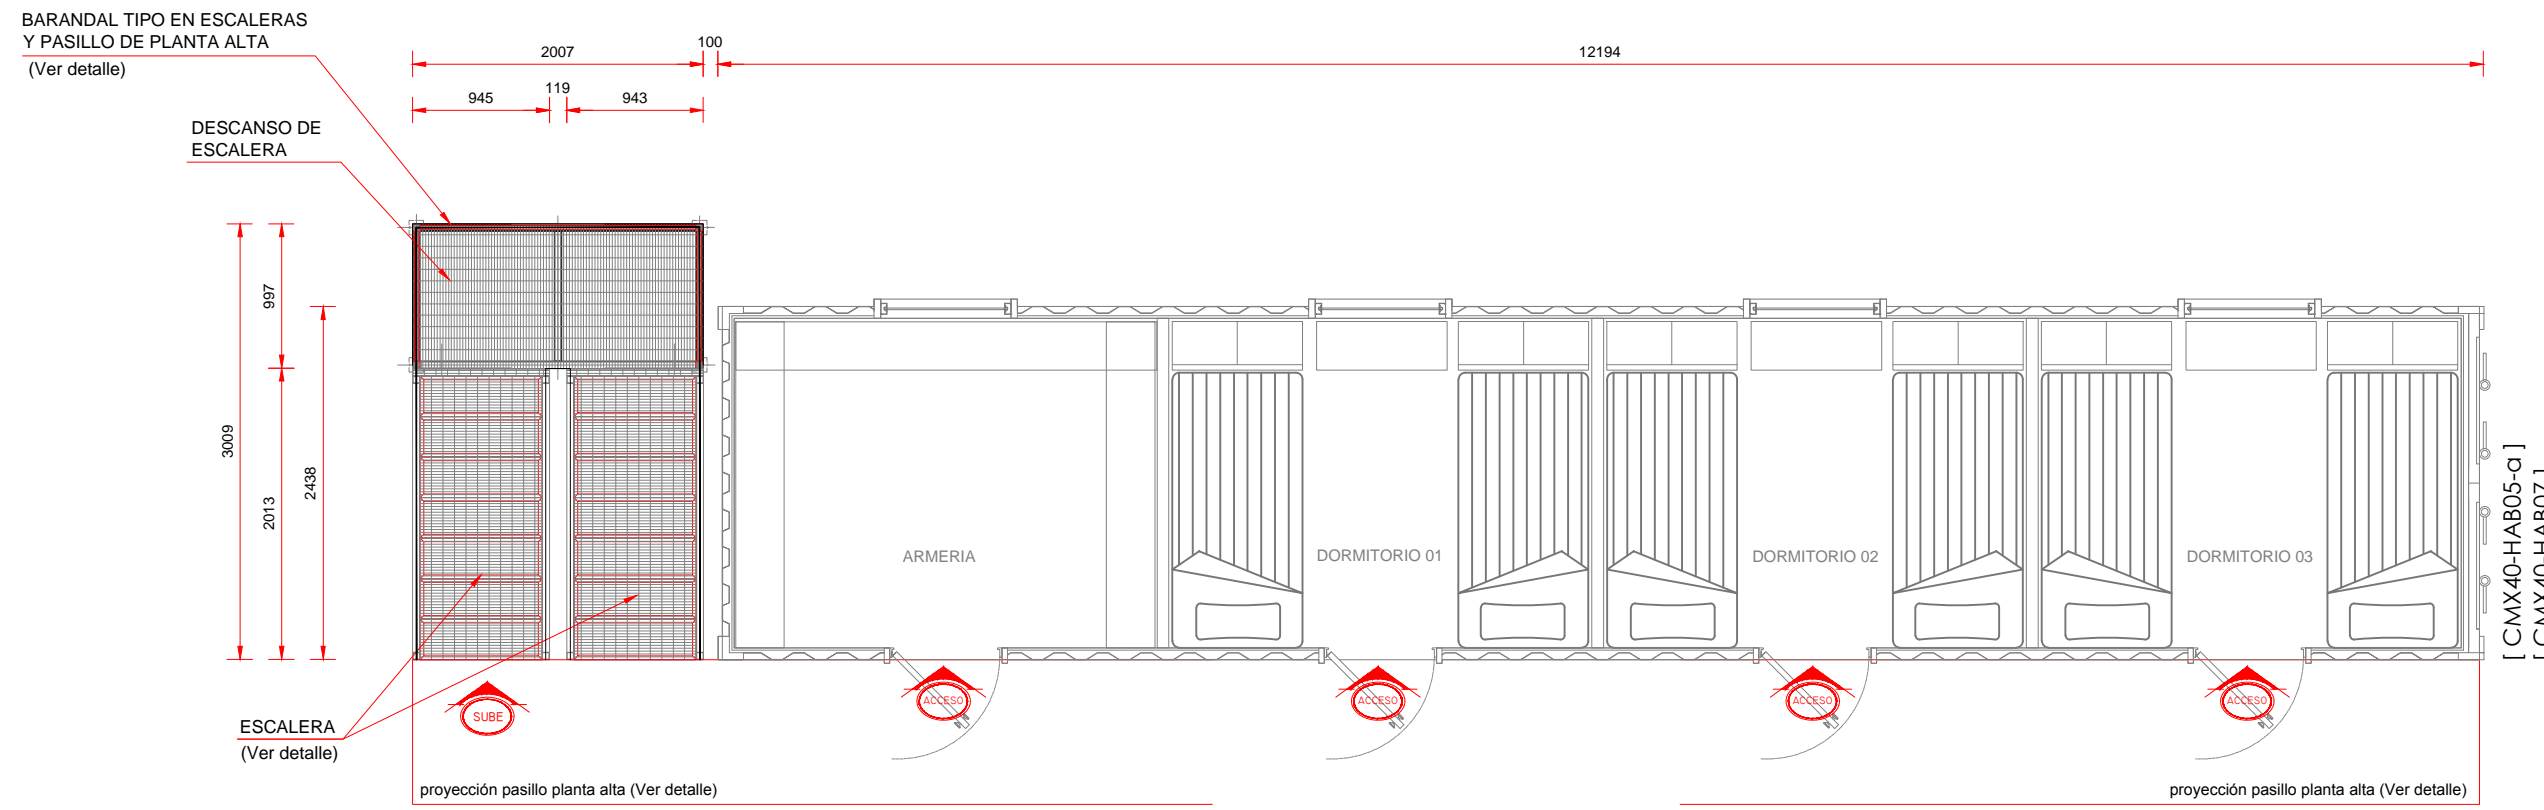 BARANDAL TIPO EN ESCALERAS
Y PASILLO DE PLANTA ALTA
(Ver detalle)
2007
100
12194
945
119
943
DESCANSO DE
ESCALERA
997
3009
2438
2013
ARMERIA
DORMITORIO 01
DORMITORIO 02
DORMITORIO 03
[ CMX40-HAB05-a ]
[ CMX40-HAB07 ]
SUBE
ACCESO
ACCESO
ACCESO
ACCESO
ESCALERA
(Ver detalle)
proyección pasillo planta alta (Ver detalle)
proyección pasillo planta alta (Ver detalle)